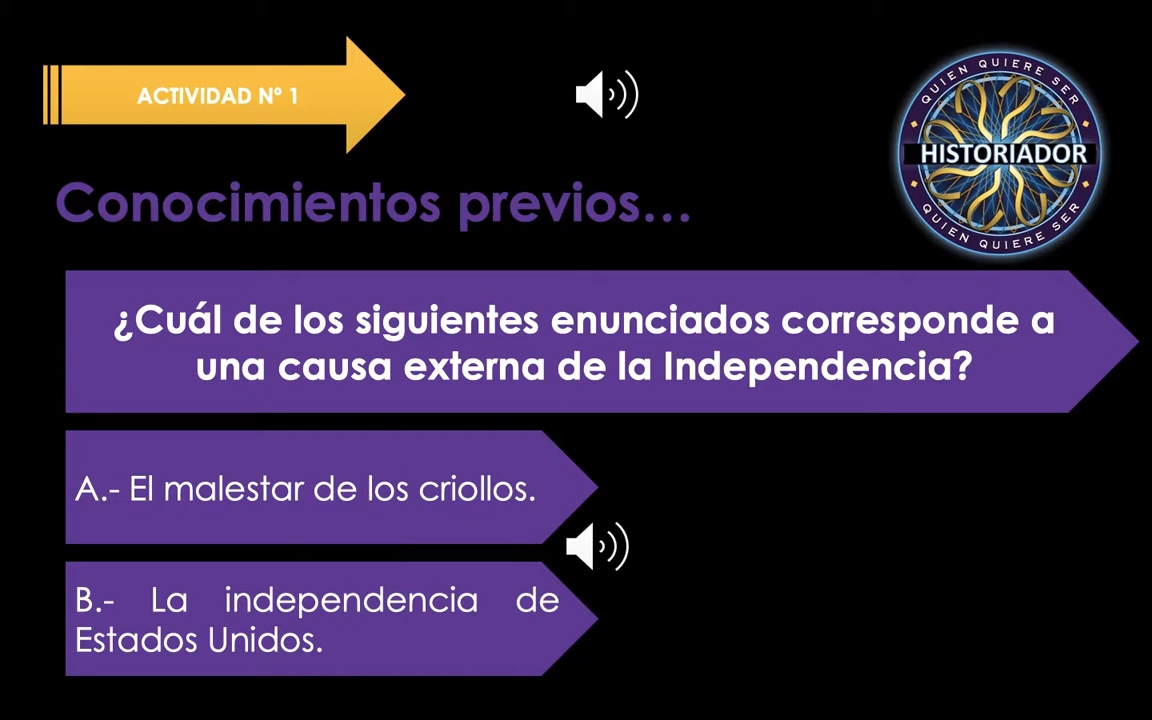 ACTIVIDAD Nº 1
QUIEN QUIERE SER
HISTORIADOR
QUIEN QUIERE SER
Conocimientos previos...
¿Cuál de los siguientes enunciados corresponde a
una causa externa de la Independencia?
A.- El malestar de los criollos.
B.- La independencia de
Estados Unidos.